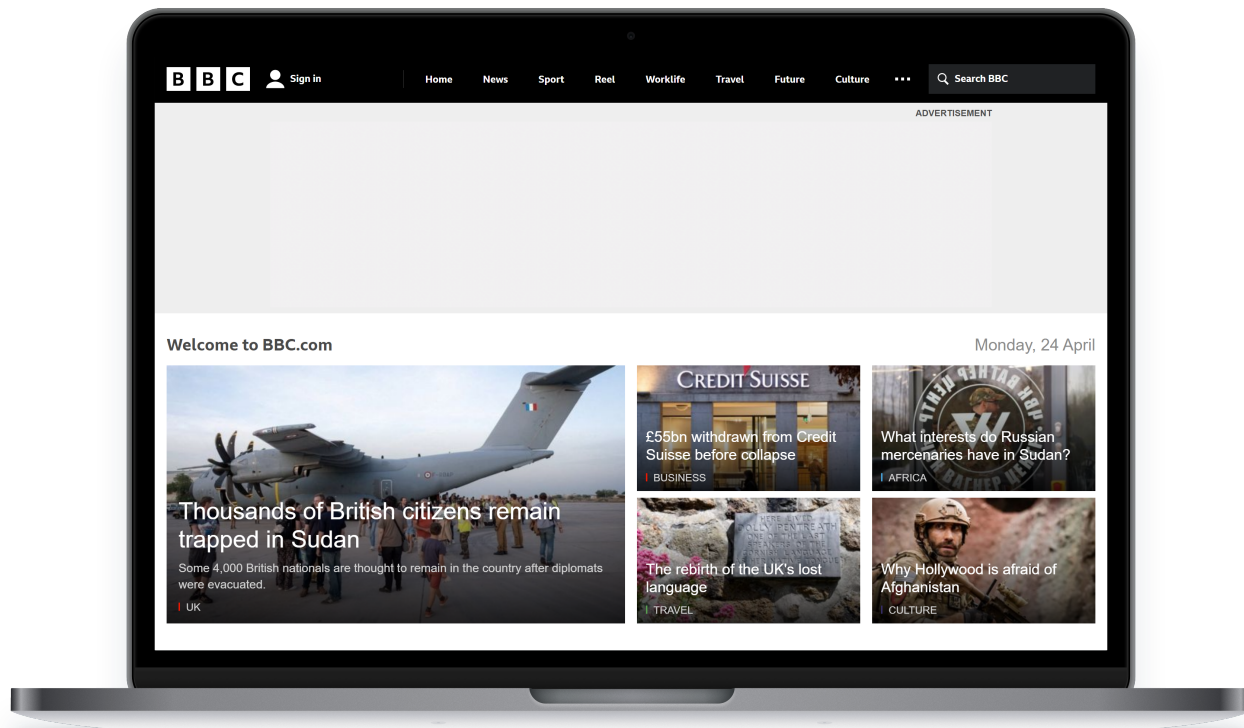 BBC
Sign in
Home
News
Sport
Reel
Worklife
Travel
Future
Culture
Search BBC
ADVERTISEMENT
Welcome to BBC.com
Monday, 24 April
Thousands of British citizens remain
trapped in Sudan
Some 4,000 British nationals are thought to remain in the country after diplomats
were evacuated.
UK
CREDIT SUISSE
£55bn withdrawn from Credit
Suisse before collapse
BUSINESS
ЧВК ВАГНЕР ЦЕНТР
What interests do Russian
mercenaries have in Sudan?
AFRICA
The rebirth of the UK's lost
language
TRAVEL
Why Hollywood is afraid of
Afghanistan
CULTURE